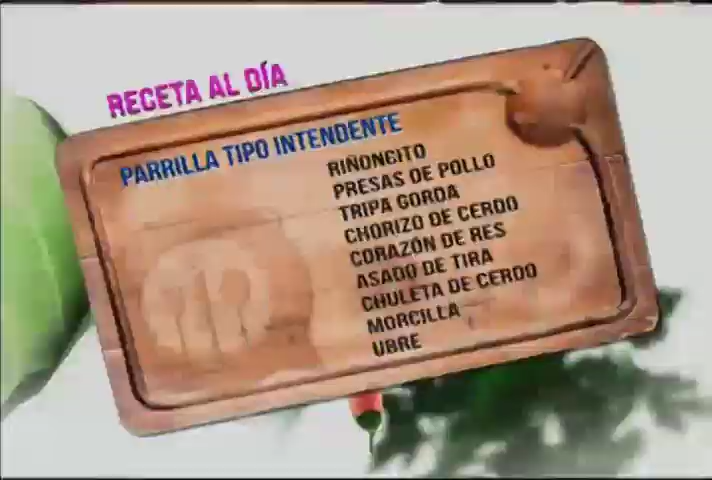 RECETA AL DÍA
PARRILLA TIPO INTENDENTE
RIÑONCITO
PRESAS DE POLLO
TRIPA GORDA
CHORIZO DE CERDO
CORAZÓN DE RES
ASADO DE TIRA
CHULETA DE CERDO
MORCILLA
UBRE